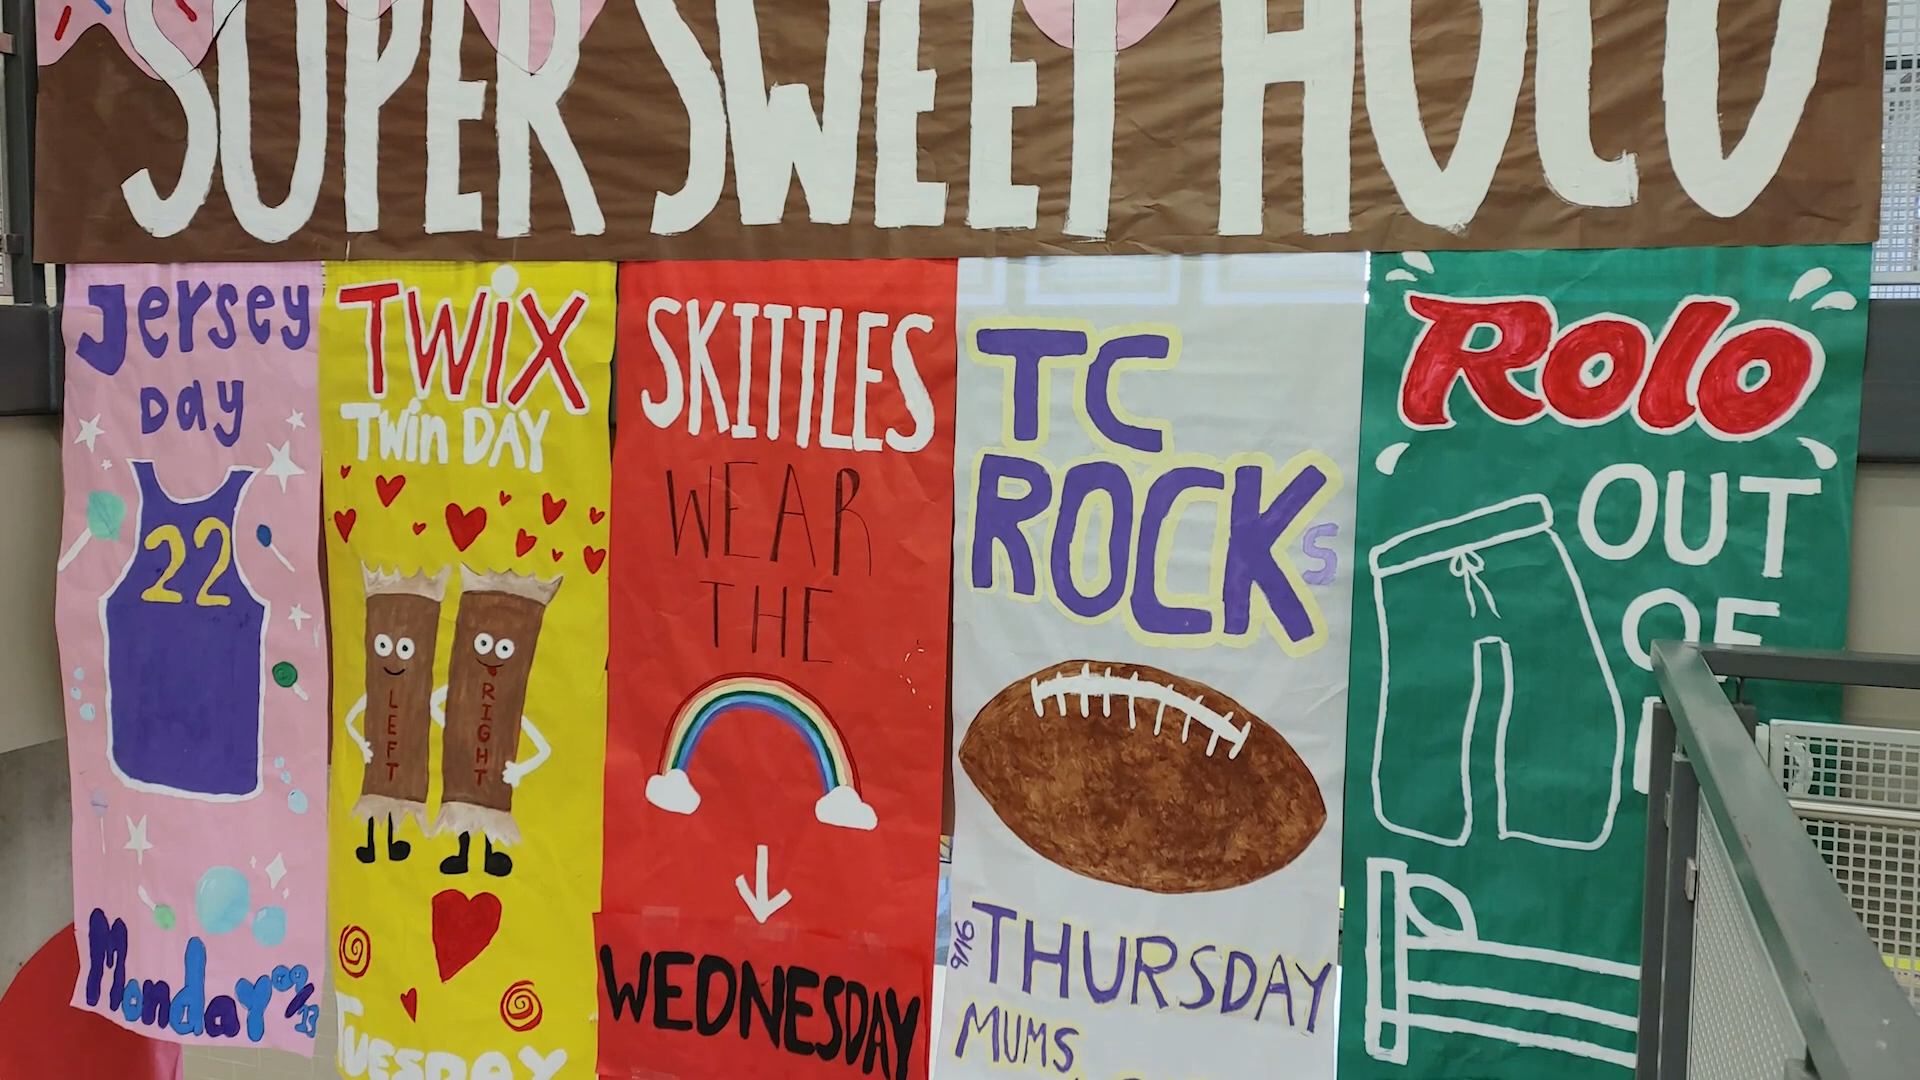 SUPER SWEET HOCO
Jersey
Day
22
Monday 09/13
TWiX
Twin DAY
LEFT
RIGHT
TUESDAY
SKITTLES
WEAR
THE
WEDNESDAY
TC
ROCKs
9/16 THURSDAY
MUMS
Rolo
OUT
OF